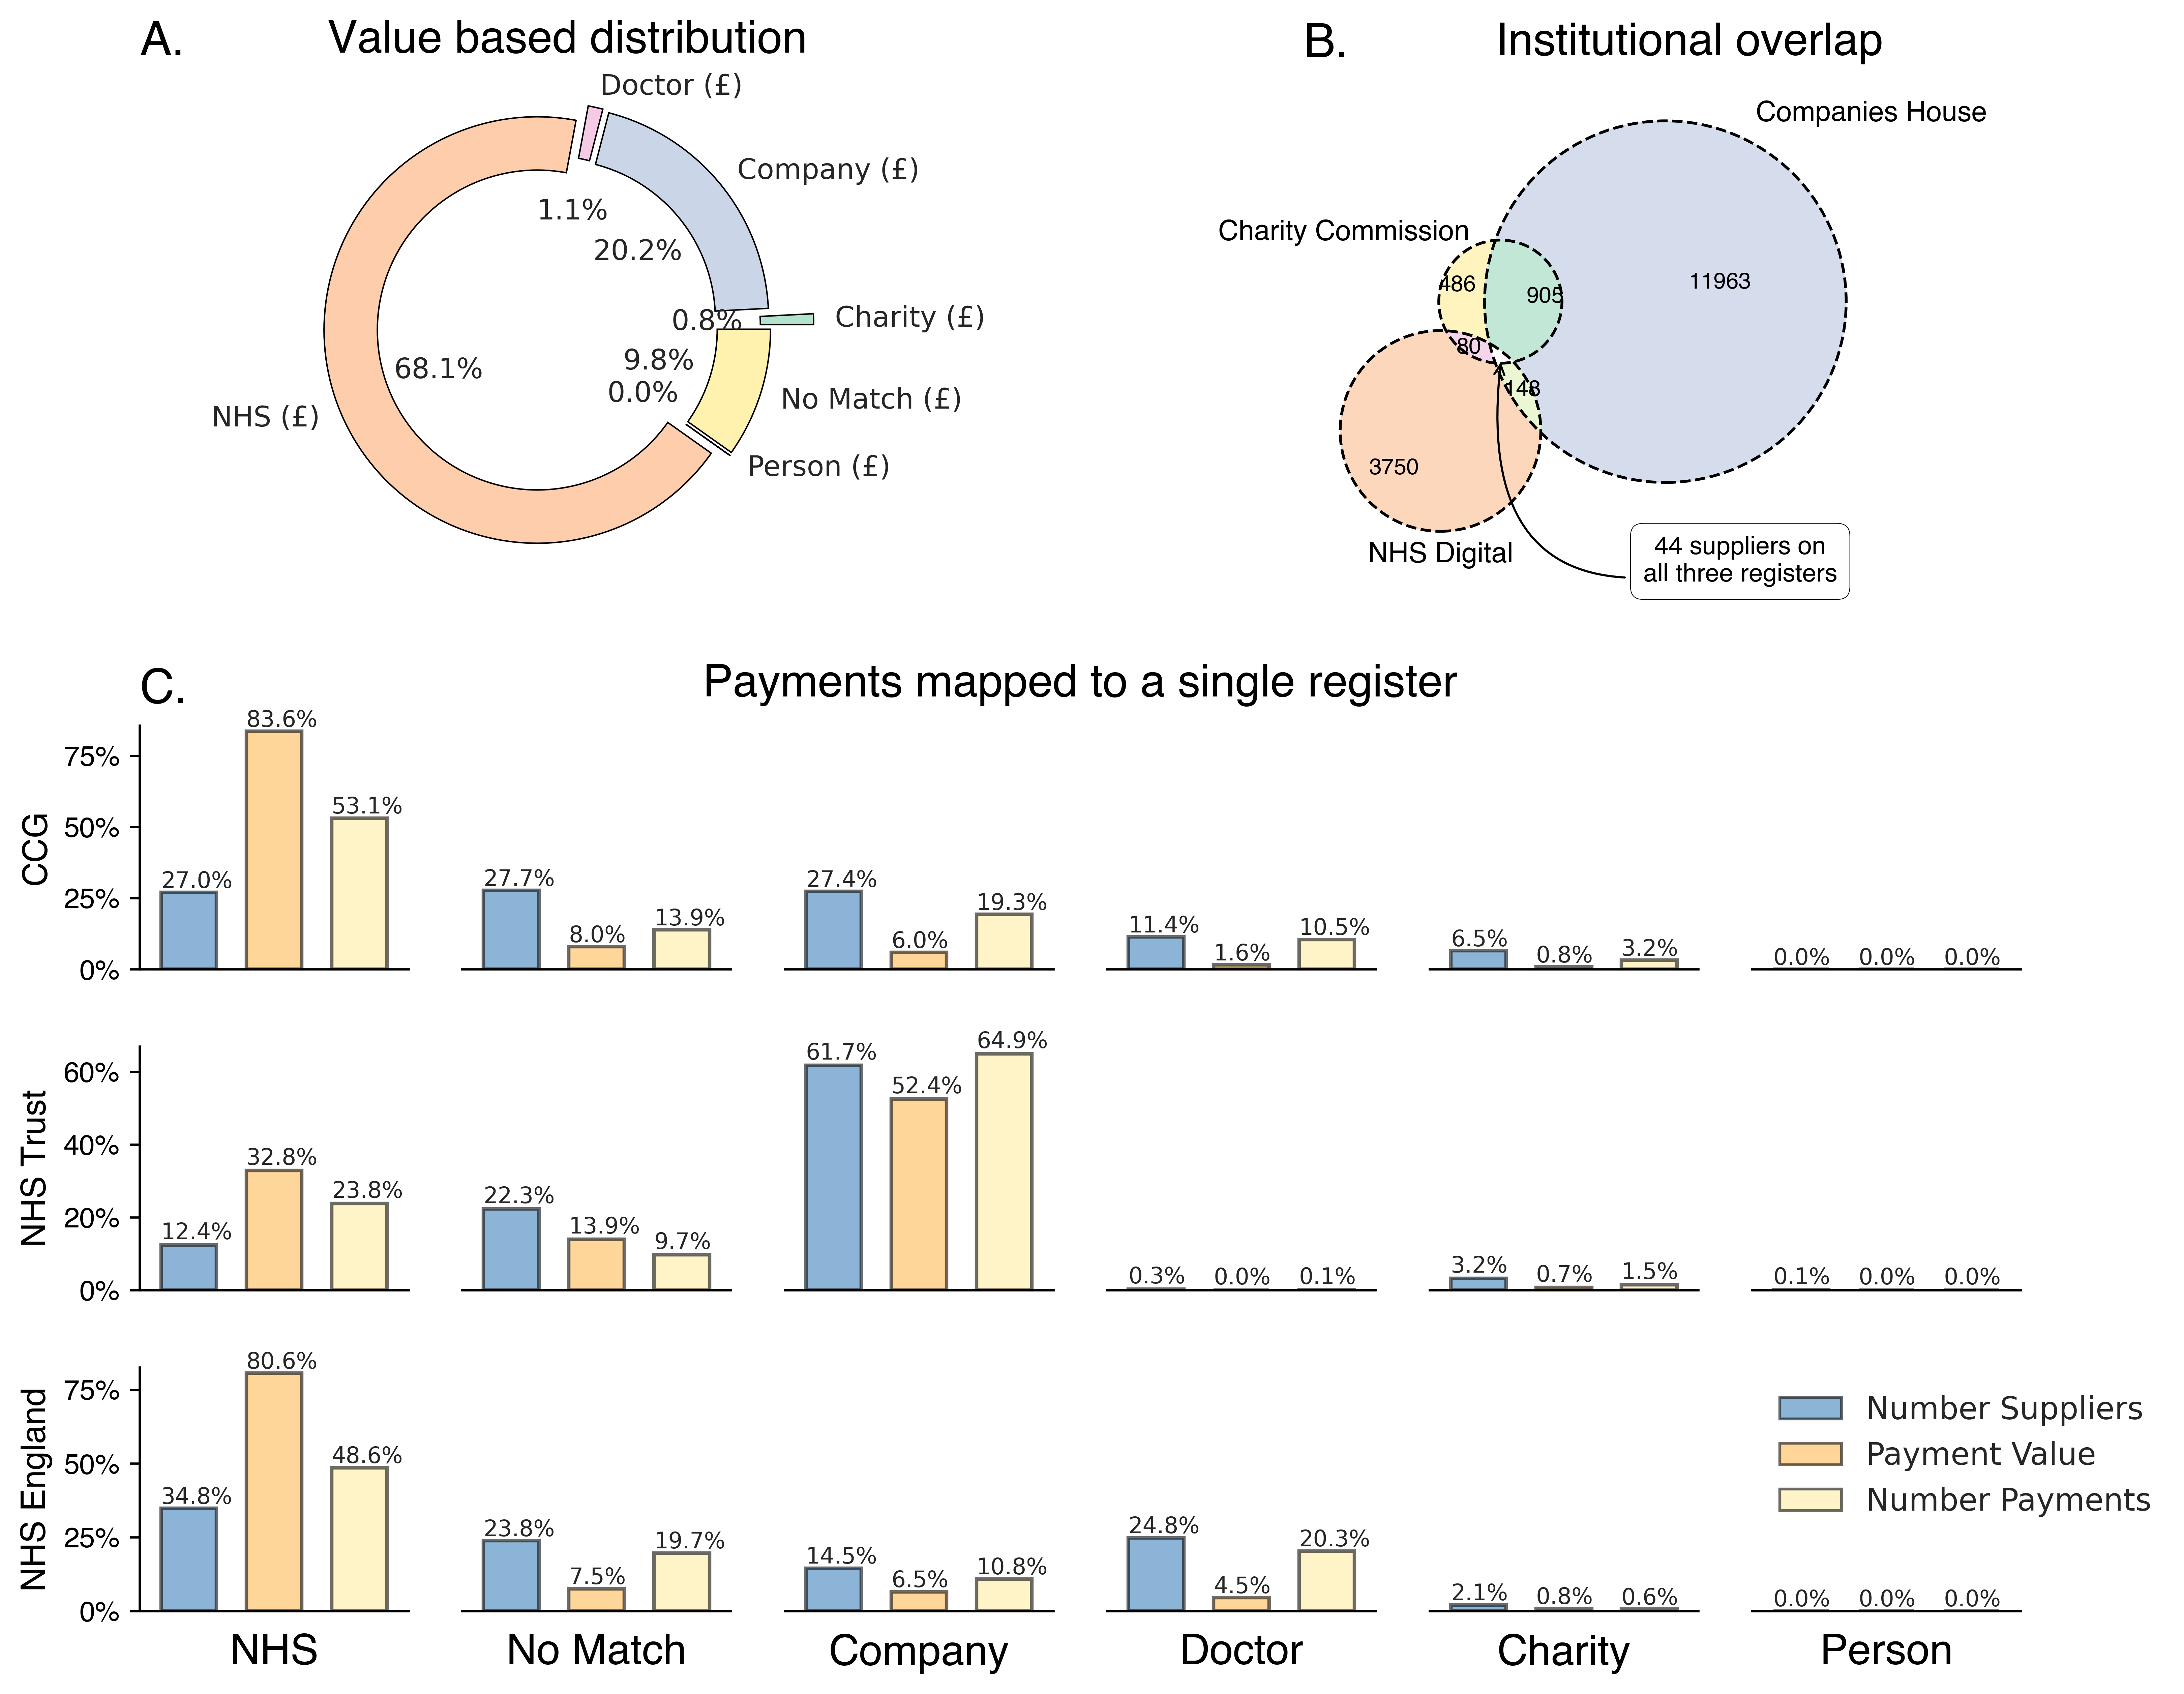 A.
Value based distribution
Doctor (£)
Company (£)
1.1%
20.2%
0.8%
Charity (£)
9.8%
68.1%
0.0%
No Match (£)
NHS (£)
Person (£)
B.
Institutional overlap
Companies House
Charity Commission
486
905
11963
80
148
3750
NHS Digital
44 suppliers on
all three registers
C.
Payments mapped to a single register
CCG
75%
50%
25%
0%
27.0%
83.6%
53.1%
27.7%
8.0%
13.9%
27.4%
6.0%
19.3%
11.4%
1.6%
10.5%
6.5%
0.8%
3.2%
0.0%
0.0%
0.0%
NHS Trust
60%
40%
20%
0%
12.4%
32.8%
23.8%
22.3%
13.9%
9.7%
61.7%
52.4%
64.9%
0.3%
0.0%
0.1%
3.2%
0.7%
1.5%
0.1%
0.0%
0.0%
NHS England
75%
50%
25%
0%
34.8%
80.6%
48.6%
23.8%
7.5%
19.7%
14.5%
6.5%
10.8%
24.8%
4.5%
20.3%
2.1%
0.8%
0.6%
0.0%
0.0%
0.0%
Number Suppliers
Payment Value
Number Payments
NHS
No Match
Company
Doctor
Charity
Person